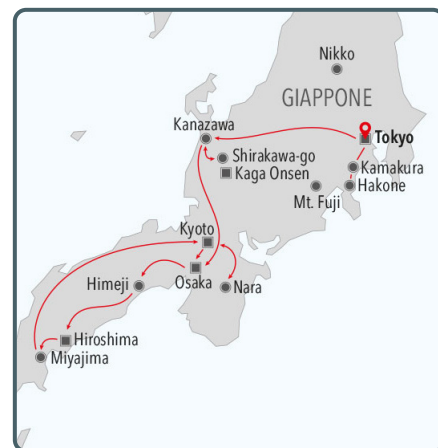 Nikko
GIAPPONE
Kanazawa
Tokyo
Shirakawa-go
Kamakura
Kaga Onsen
Hakone
Mt. Fuji
Kyoto
Himeji
Osaka
Nara
Hiroshima
Miyajima